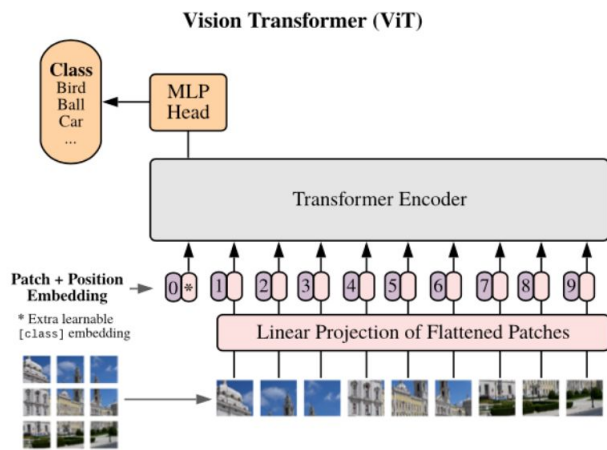 Vision Transformer (ViT)
Class
Bird
Ball
Car
...
MLP
Head
Transformer Encoder
Patch + Position
Embedding
0 * 1 2 3 4 5 6 7 8 9
* Extra learnable
[class] embedding
Linear Projection of Flattened Patches